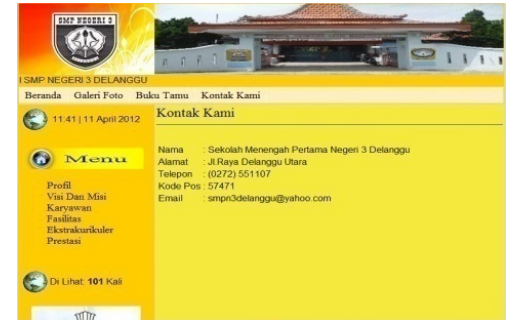 SMP NEGERI 3
I SMP NEGERI 3 DELANGGU
Beranda Galeri Foto Buku Tamu Kontak Kami
11:41 | 11 April 2012
Kontak Kami
Menu
Nama : Sekolah Menengah Pertama Negeri 3 Delanggu
Alamat : Jl.Raya Delanggu Utara
Telepon : (0272) 551107
Kode Pos : 57471
Email : smpn3delanggu@yahoo.com
Profil
Visi Dan Misi
Karyawan
Fasilitas
Ekstrakurikuler
Prestasi
Di Lihat: 101 Kali